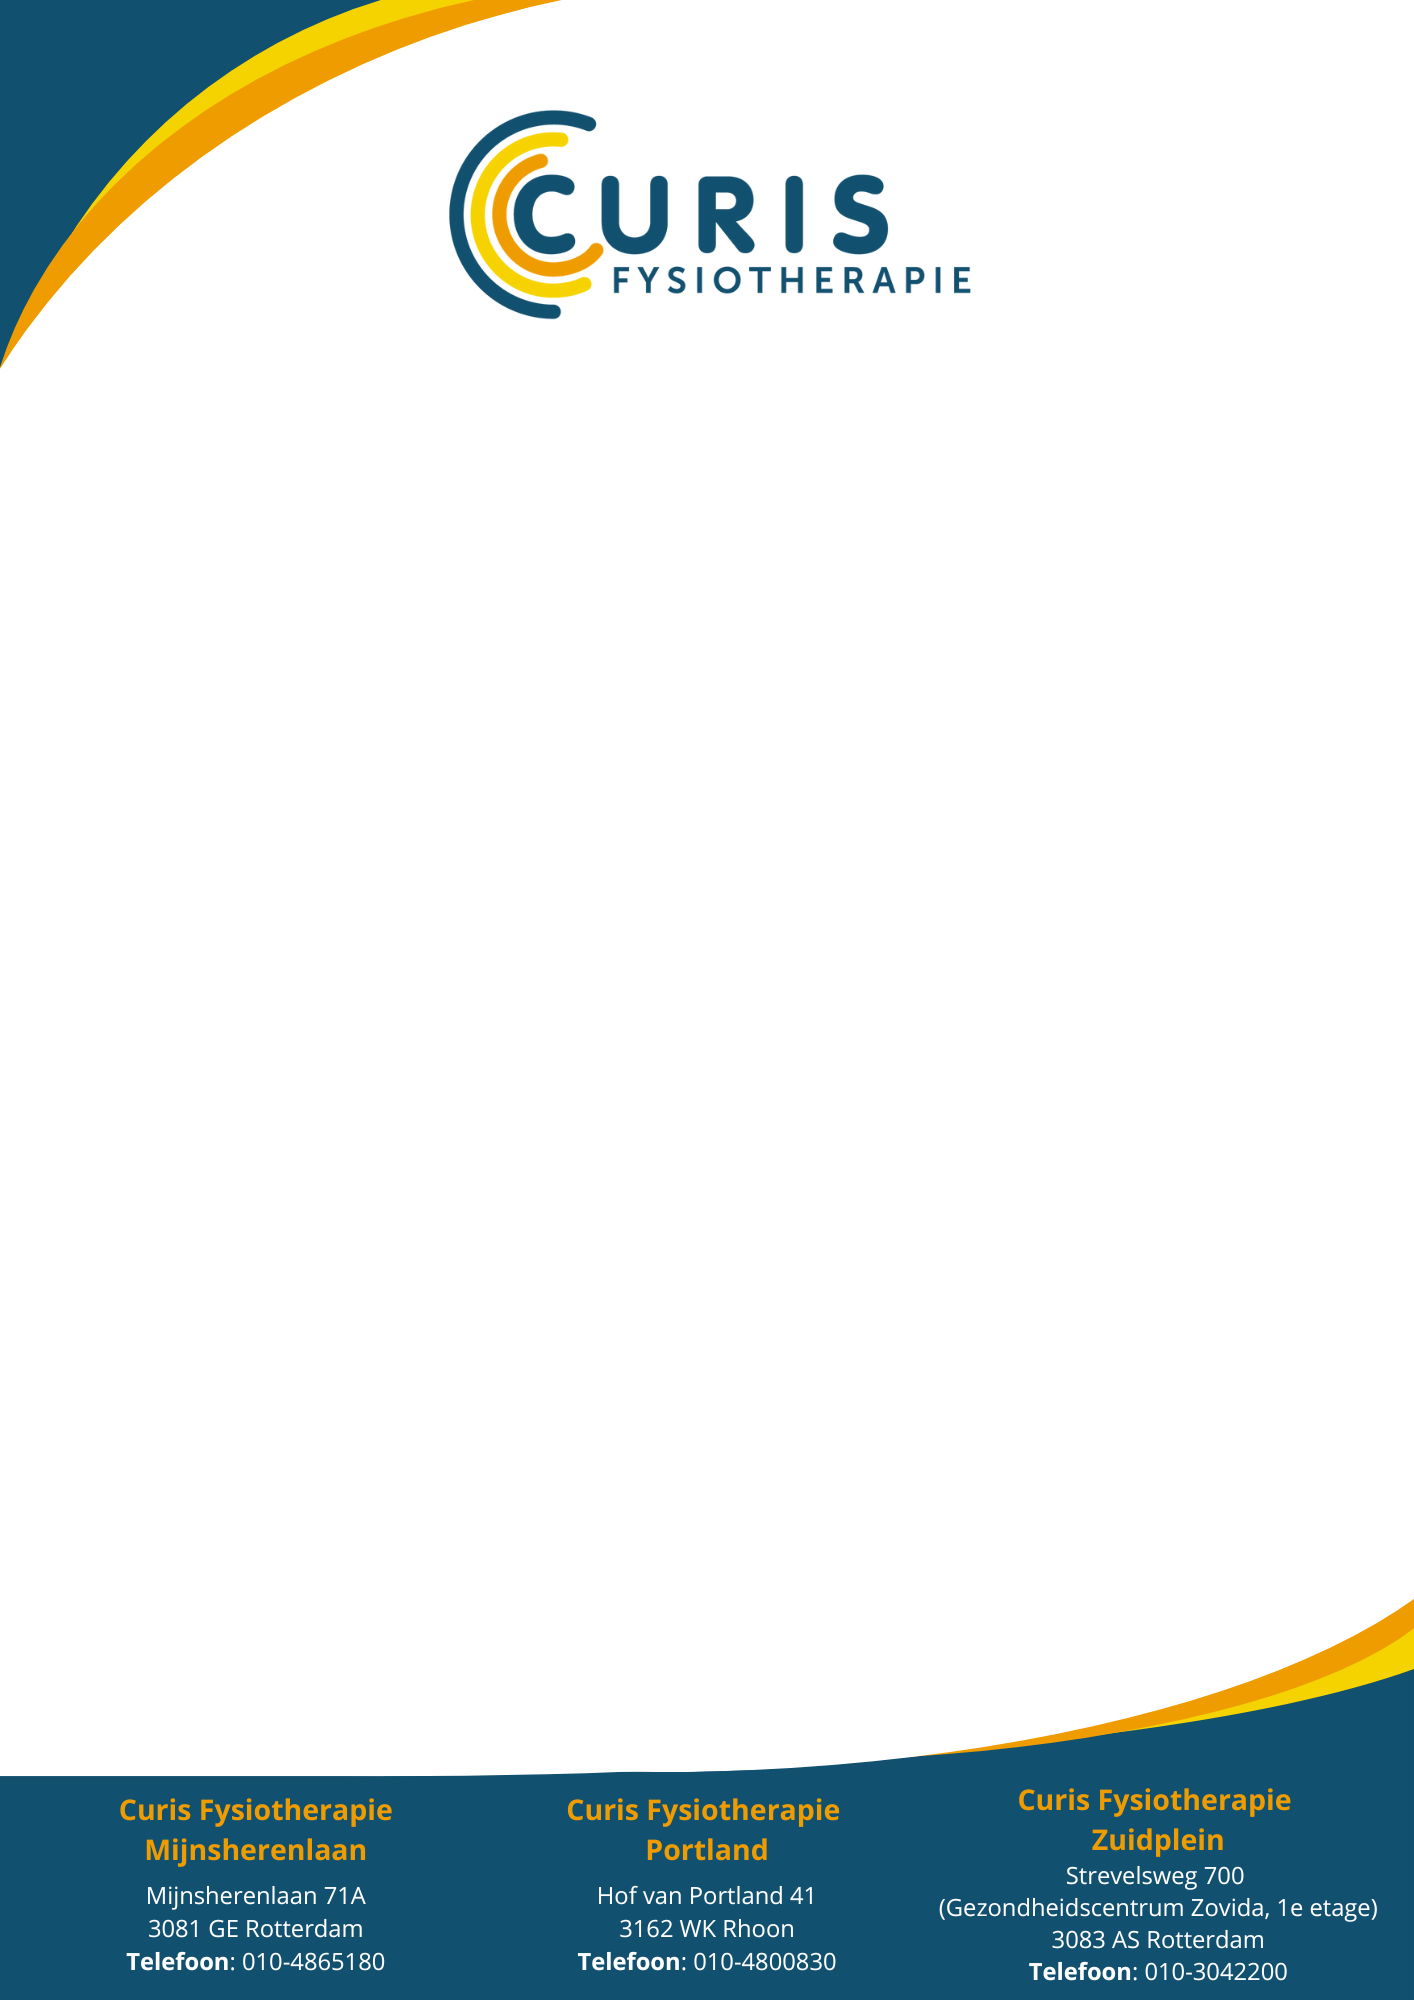 CURIS
FYSIOTHERAPIE
Curis Fysiotherapie
Mijnsherenlaan
Mijnsherenlaan 71A
3081 GE Rotterdam
Telefoon: 010-4865180
Curis Fysiotherapie
Portland
Hof van Portland 41
3162 WK Rhoon
Telefoon: 010-4800830
Curis Fysiotherapie
Zuidplein
Strevelsweg 700
(Gezondheidscentrum Zovida, 1e etage)
3083 AS Rotterdam
Telefoon: 010-3042200